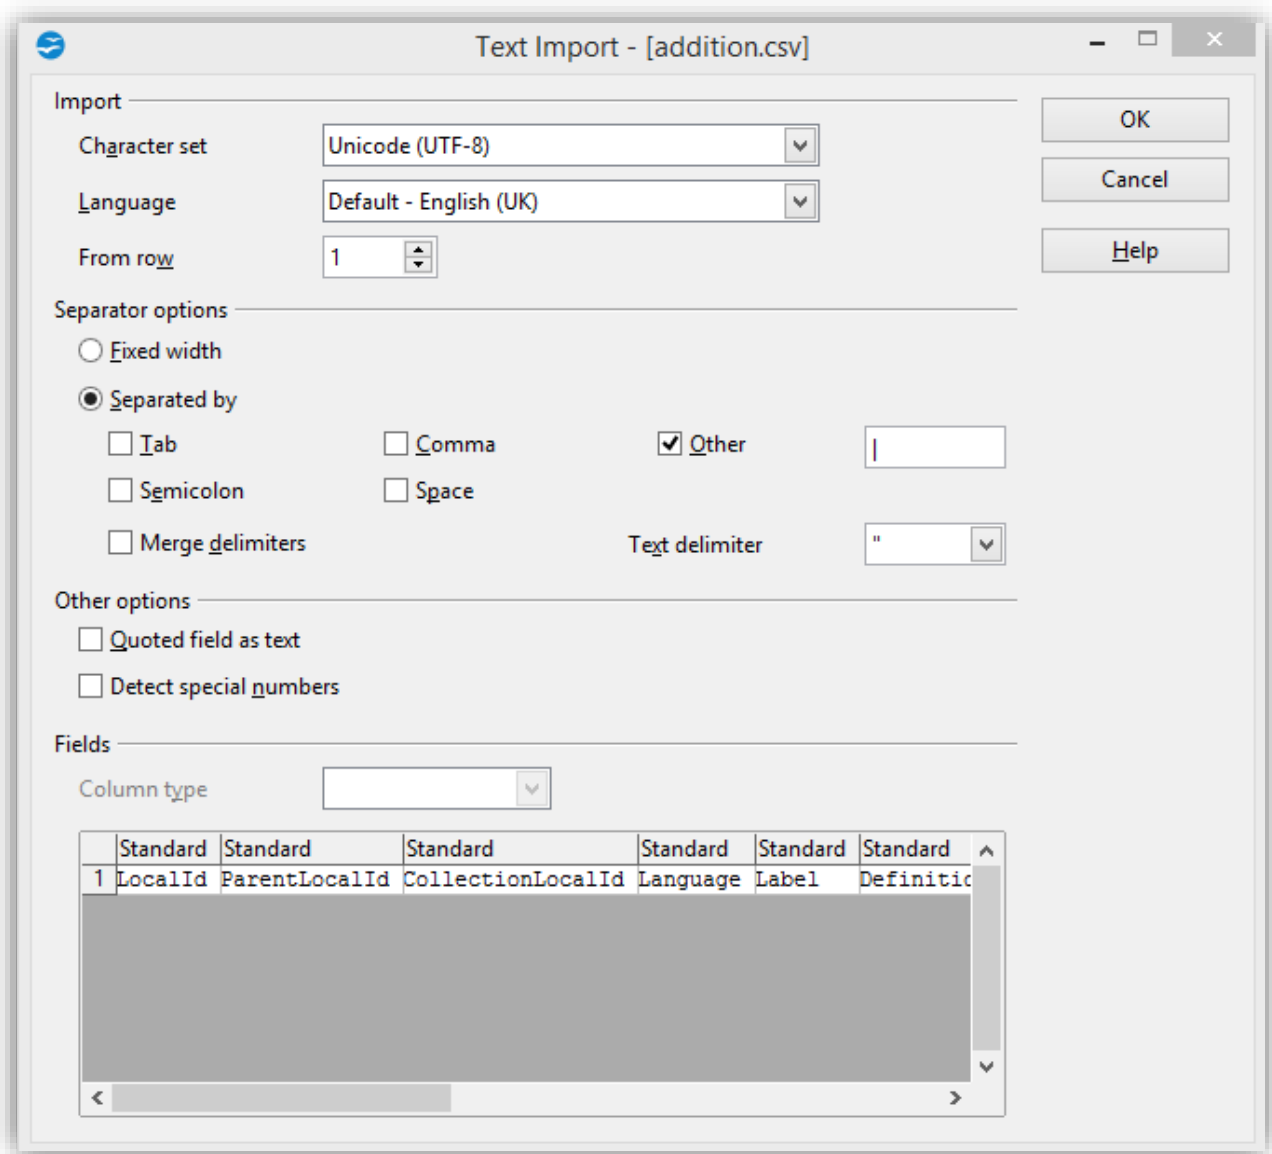 Text Import - [addition.csv]
Import
OK
Character set Unicode (UTF-8)
Cancel
Language Default - English (UK)
From row 1
Help
Separator options
Fixed width
Separated by
Tab Comma Other |
Semicolon Space
Merge delimiters Text delimiter "
Other options
Quoted field as text
Detect special numbers
Fields
Column type
Standard Standard Standard Standard Standard Standard
1 LocalId ParentLocalId CollectionLocalId Language Label Definitio